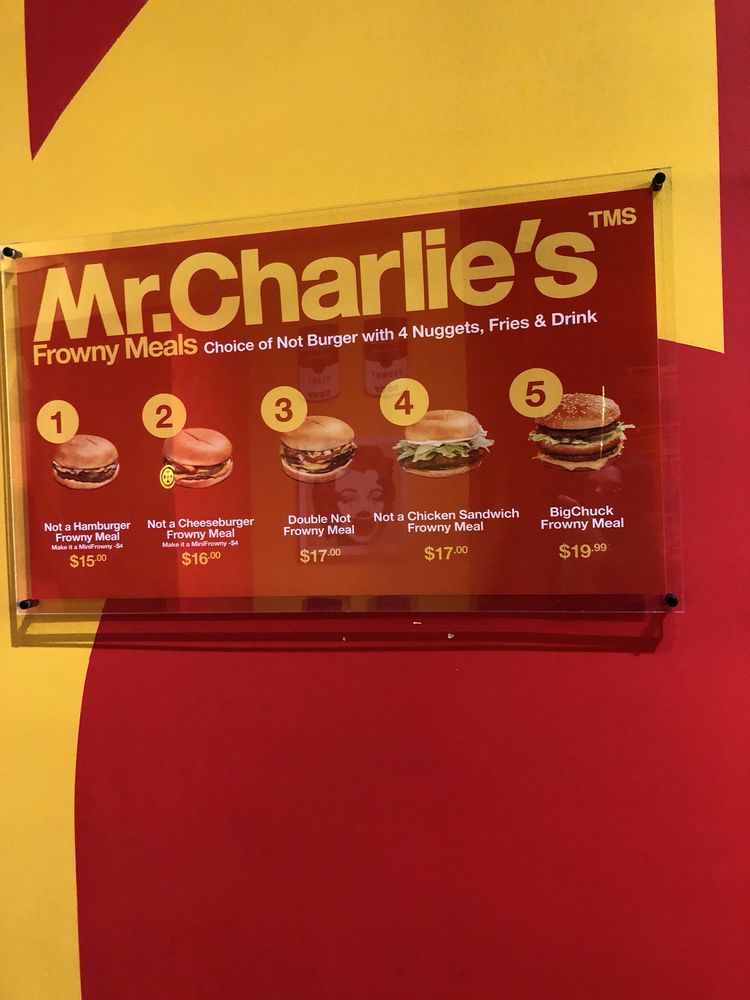 Mr.Charlie's TMS
Frowny Meals Choice of Not Burger with 4 Nuggets, Fries & Drink
1
Not a Hamburger
Frowny Meal
Make it a MiniFrowny -$4
$15.00
2
Not a Cheeseburger
Frowny Meal
Make it a MiniFrowny -$4
$16.00
3
Double Not
Frowny Meal
$17.00
4
Not a Chicken Sandwich
Frowny Meal
$17.00
5
BigChuck
Frowny Meal
$19.99